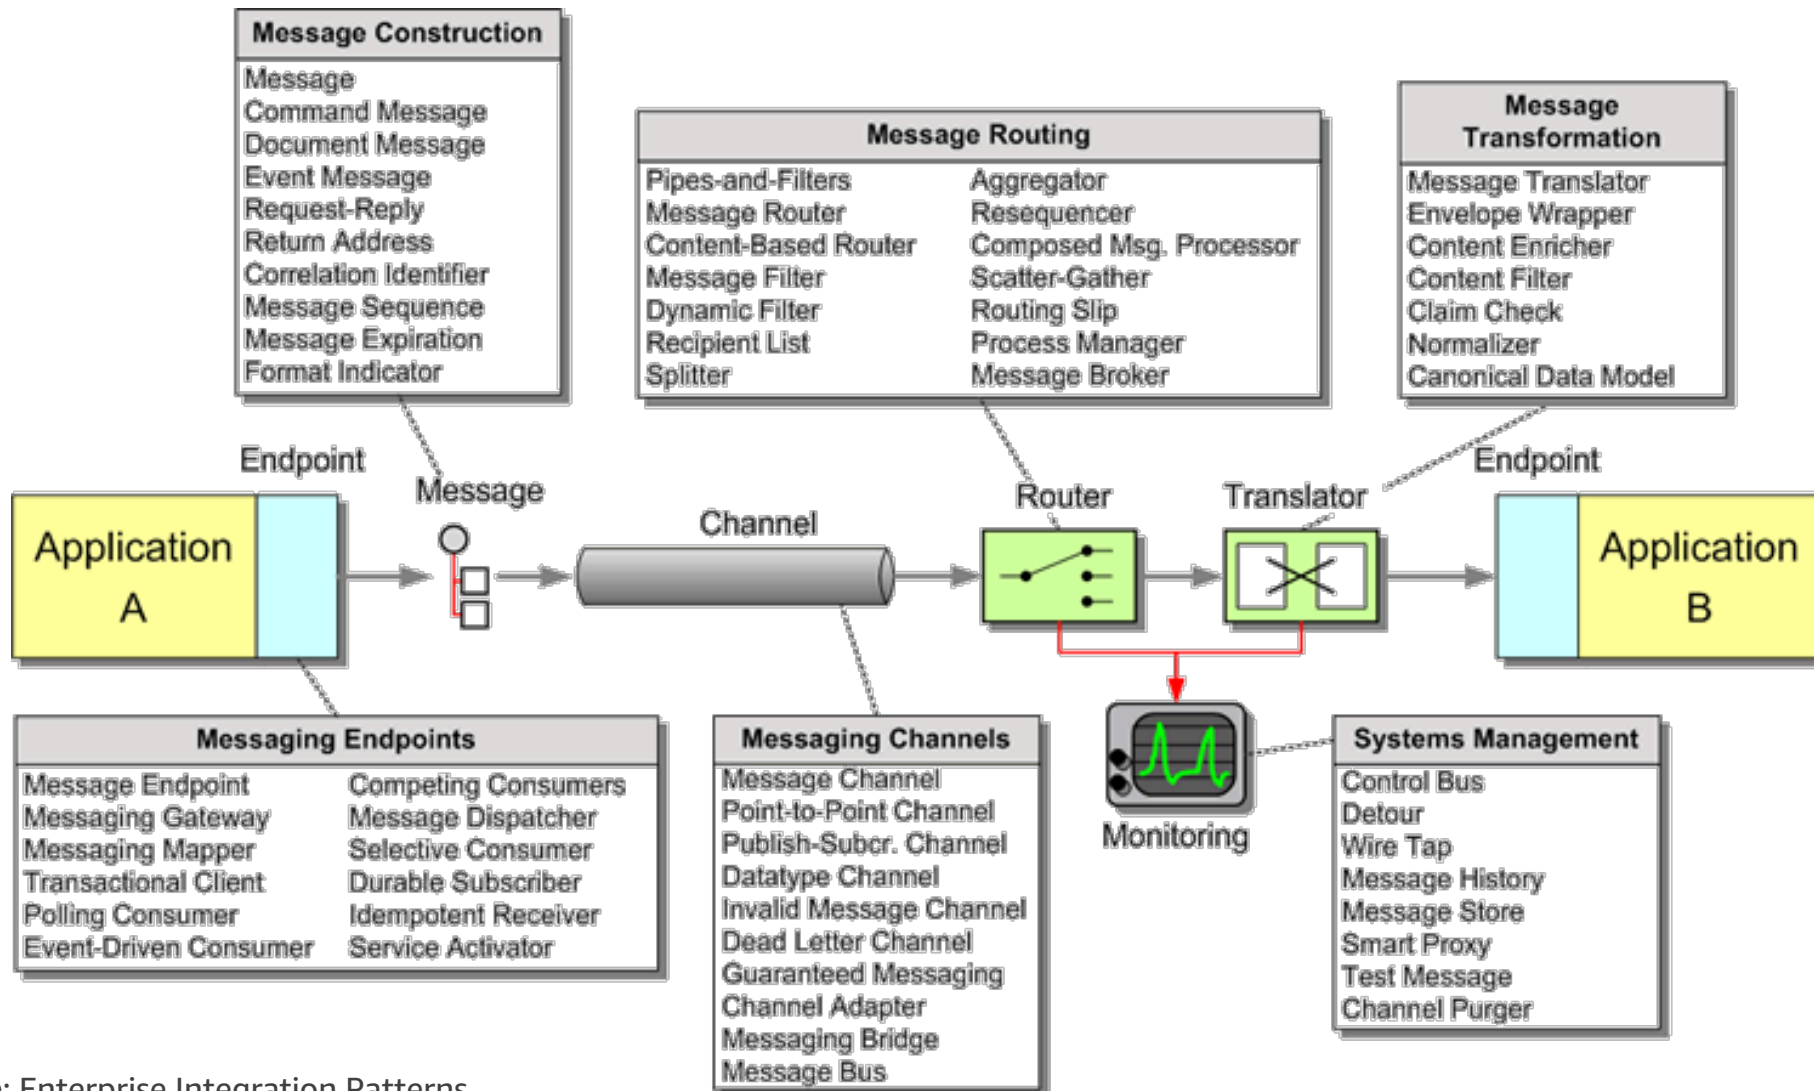 Message Construction
Message
Command Message
Document Message
Event Message
Request-Reply
Return Address
Correlation Identifier
Message Sequence
Message Expiration
Format Indicator
Message Routing
Pipes-and-Filters
Message Router
Content-Based Router
Message Filter
Dynamic Filter
Recipient List
Splitter
Aggregator
Resequencer
Composed Msg. Processor
Scatter-Gather
Routing Slip
Process Manager
Message Broker
Message
Transformation
Message Translator
Envelope Wrapper
Content Enricher
Content Filter
Claim Check
Normalizer
Canonical Data Model
Endpoint
Message
Channel
Router
Translator
Endpoint
Application
A
Application
B
Messaging Endpoints
Message Endpoint
Messaging Gateway
Messaging Mapper
Transactional Client
Polling Consumer
Event-Driven Consumer
Competing Consumers
Message Dispatcher
Selective Consumer
Durable Subscriber
Idempotent Receiver
Service Activator
Messaging Channels
Message Channel
Point-to-Point Channel
Publish-Subcr. Channel
Datatype Channel
Invalid Message Channel
Dead Letter Channel
Guaranteed Messaging
Channel Adapter
Messaging Bridge
Message Bus
Monitoring
Systems Management
Control Bus
Detour
Wire Tap
Message History
Message Store
Smart Proxy
Test Message
Channel Purger
: Enterprise Integration Patterns